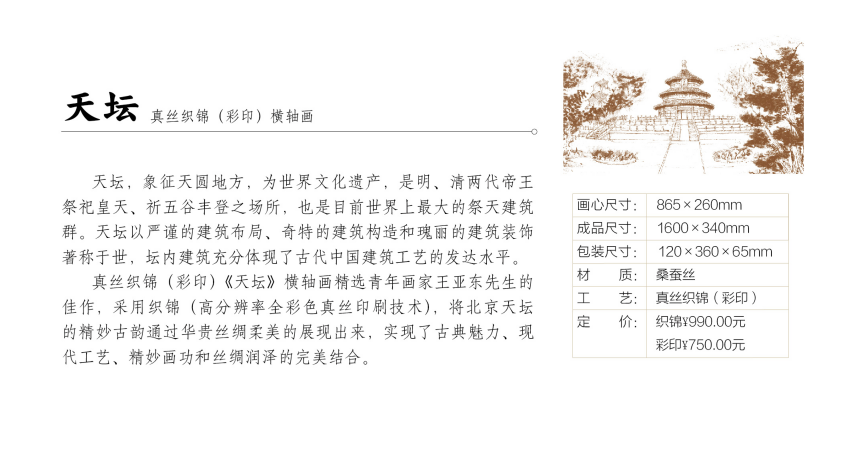 天坛 真丝织锦（彩印）横轴画
天坛，象征天圆地方，为世界文化遗产，是明、清两代帝王
祭祀皇天、祈五谷丰登之场所，也是目前世界上最大的祭天建筑
群。天坛以严谨的建筑布局、奇特的建筑构造和瑰丽的建筑装饰
著称于世，坛内建筑充分体现了古代中国建筑工艺的发达水平。
真丝织锦（彩印）《天坛》横轴画精选青年画家王亚东先生的
佳作，采用织锦（高分辨率全彩色真丝印刷技术），将北京天坛
的精妙古韵通过华贵丝绸柔美的展现出来，实现了古典魅力、现
代工艺、精妙画功和丝绸润泽的完美结合。
画心尺寸： 865×260mm
成品尺寸： 1600×340mm
包装尺寸： 120×360×65mm
材 质： 桑蚕丝
工 艺： 真丝织锦（彩印）
定 价： 织锦¥990.00元
彩印¥750.00元